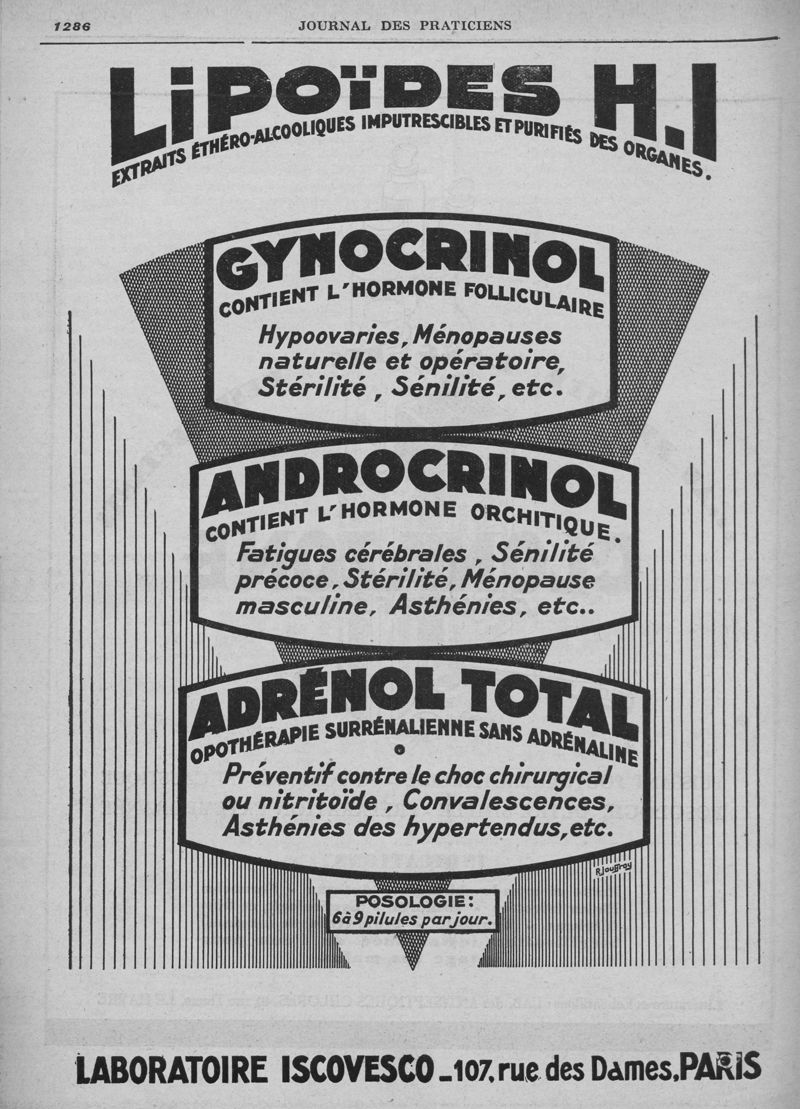 1286
JOURNAL DES PRATICIENS
LiPOÏDES H.I
EXTRAITS ÉTHÉRO-ALCOOLIQUES IMPUTRESCIBLES ET PURIFIÉS DES ORGANES.
GYNOCRINOL
CONTIENT L'HORMONE FOLLICULAIRE
Hypoovaries, Ménopauses
naturelle et opératoire,
Stérilité, Sénilité, etc.
ANDROCRINOL
CONTIENT L'HORMONE ORCHITIQUE.
Fatigues cérébrales, Sénilité
précoce, Stérilité, Ménopause
masculine, Asthénies, etc..
ADRÉNOL TOTAL
OPOTHÉRAPIE SURRÉNALIENNE SANS ADRÉNALINE
Préventif contre le choc chirurgical
ou nitritoïde, Convalescences,
Asthénies des hypertendus, etc.
R. Jouffroy
POSOLOGIE:
6 à 9 pilules par jour.
LABORATOIRE ISCOVESCO_107, rue des Dames, PARIS